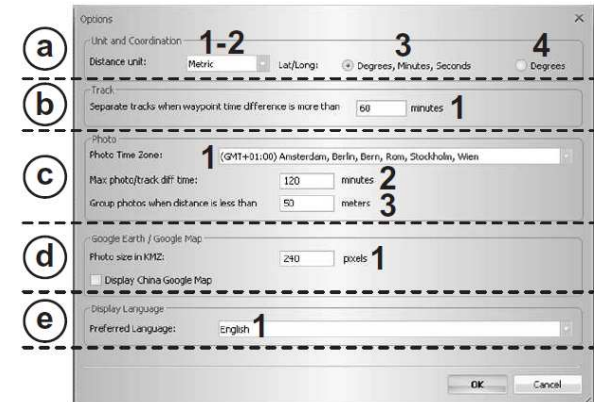 Options
a
Unit and Coordination
1-2
3
4
Distance unit: Metric Lat/Long: Degrees, Minutes, Seconds Degrees
b
Track
Separate tracks when waypoint time difference is more than 60 minutes 1
c
Photo
Photo Time Zone: 1 (GMT+01:00) Amsterdam, Berlin, Bern, Rom, Stockholm, Wien
Max photo/track diff time: 120 minutes 2
Group photos when distance is less than 50 meters 3
d
Google Earth / Google Map
Photo size in KMZ: 240 pixels 1
Display China Google Map
e
Display Language
Preferred Language: English 1
OK Cancel